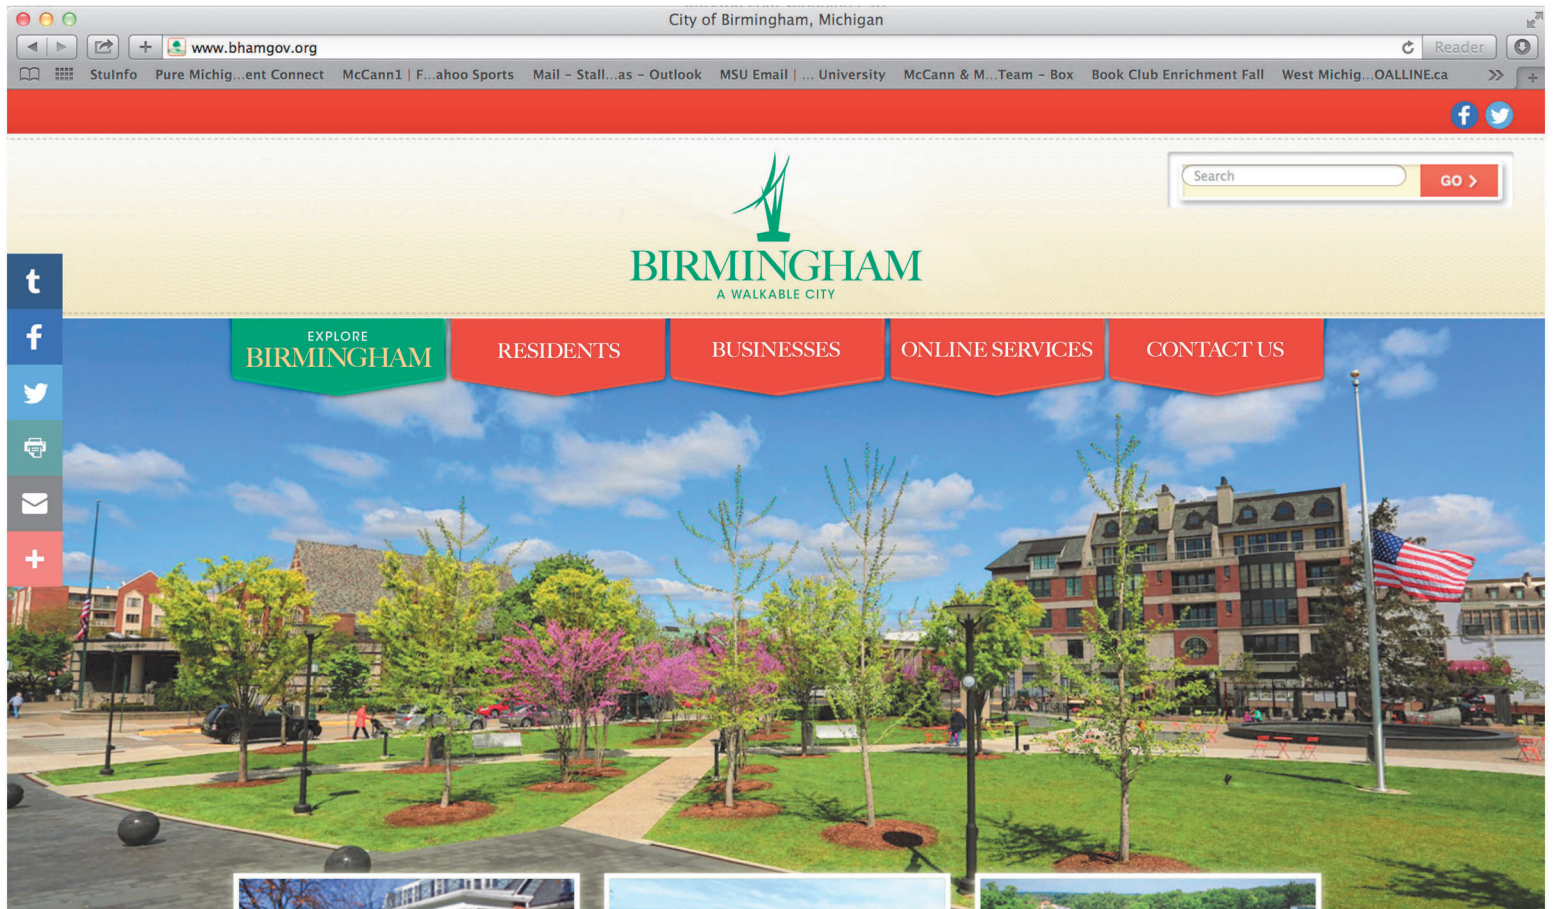 City of Birmingham, Michigan
www.bhamgov.org
Reader
StuInfo Pure Michig...ent Connect McCann1 | F...ahoo Sports Mail – Stall...as – Outlook MSU Email | ... University McCann & M...Team – Box Book Club Enrichment Fall West Michig...OALLINE.ca
Search
GO >
BIRMINGHAM
A WALKABLE CITY
EXPLORE
BIRMINGHAM
RESIDENTS
BUSINESSES
ONLINE SERVICES
CONTACT US